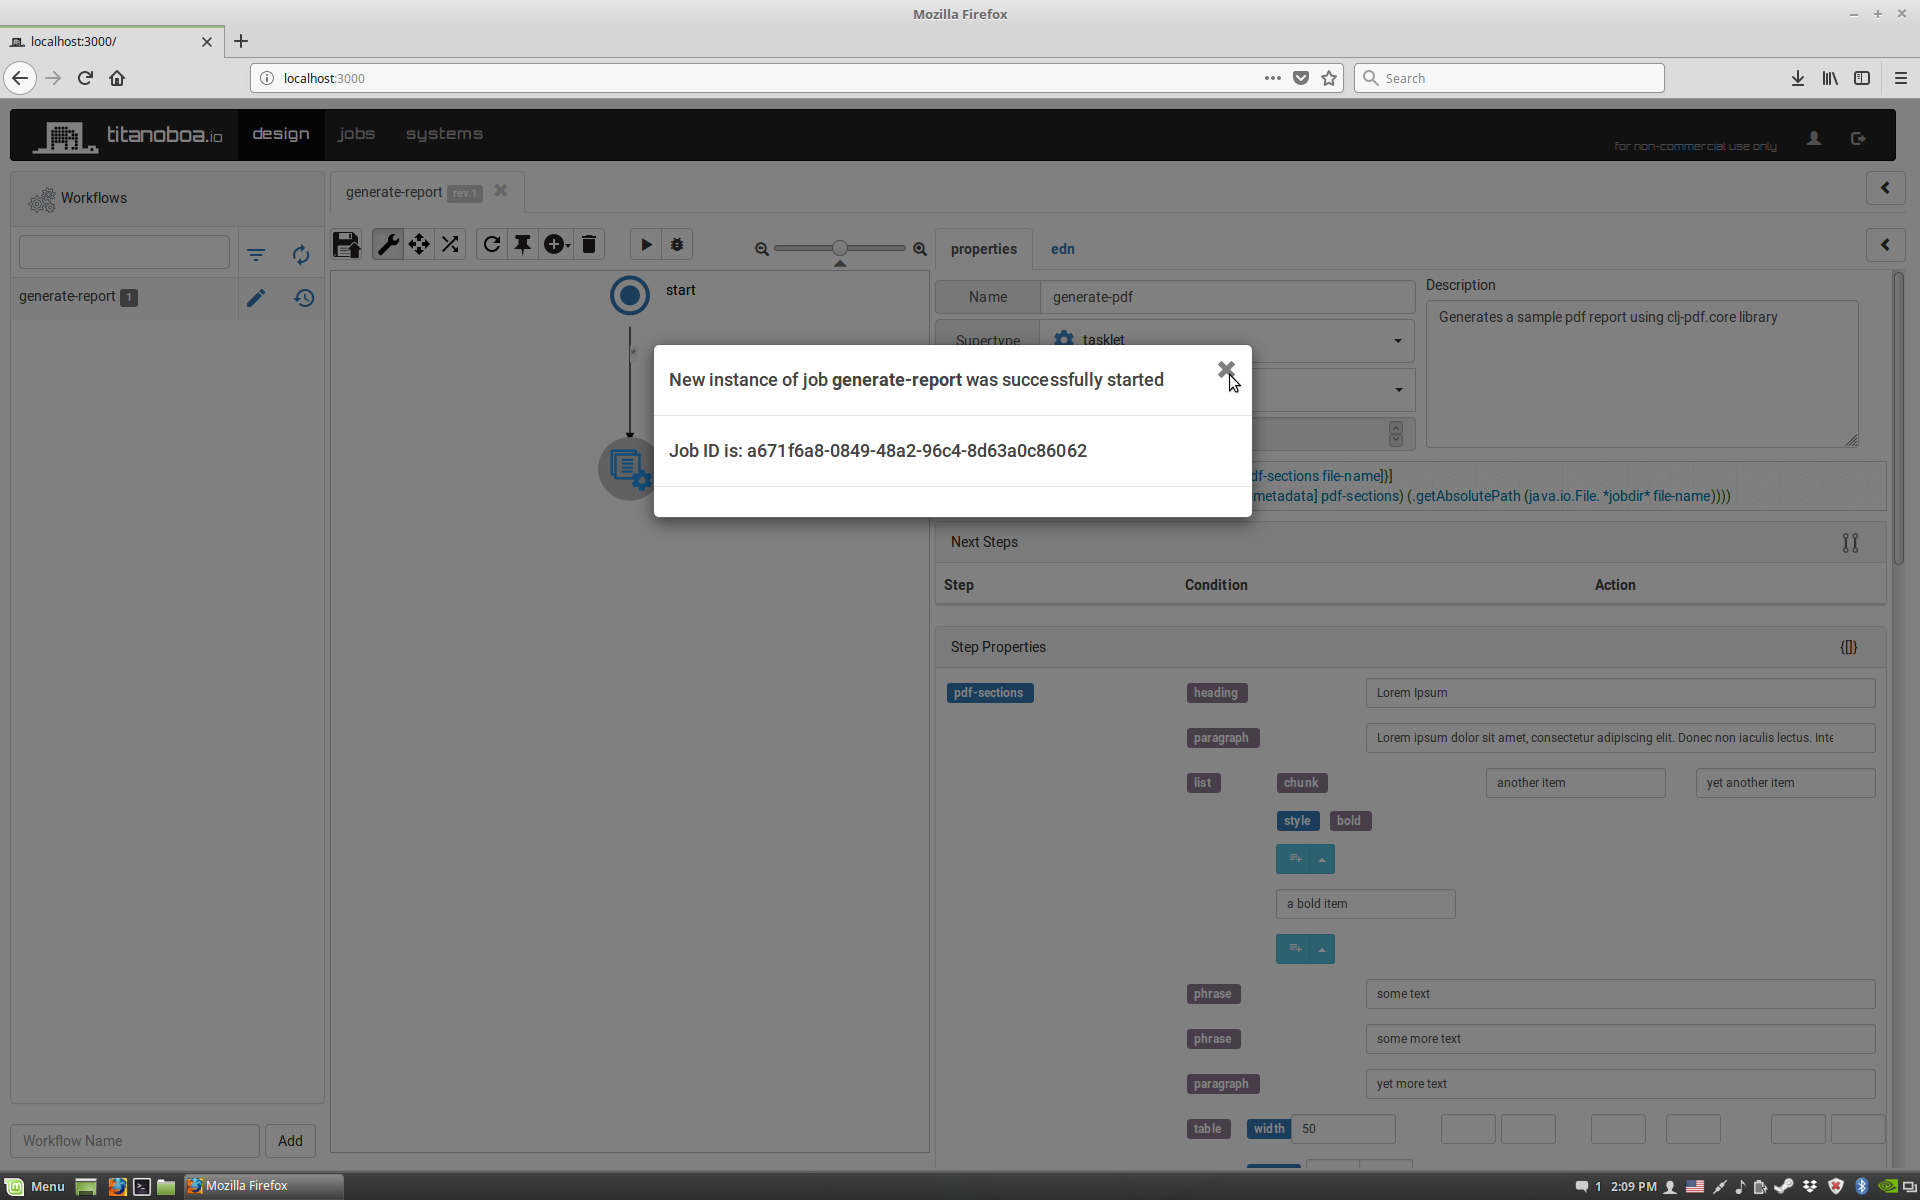 Mozilla Firefox
localhost:3000/
localhost:3000
Search
titanoboa.io
design
jobs
systems
for non-commercial use only
Workflows
generate-report rev.1
generate-report 1
properties
edn
start
*
Name
generate-pdf
Supertype
tasklet
Description
Generates a sample pdf report using clj-pdf.core library
New instance of job generate-report was successfully started
Job ID is: a671f6a8-0849-48a2-96c4-8d63a0c86062
df-sections file-name]}]
metadata] pdf-sections) (.getAbsolutePath (java.io.File. *jobdir* file-name))))
Next Steps
Step Condition Action
Step Properties
{[]}
pdf-sections
heading
Lorem Ipsum
paragraph
Lorem ipsum dolor sit amet, consectetur adipiscing elit. Donec non iaculis lectus. Inte
list
chunk
another item
yet another item
style
bold
a bold item
phrase
some text
phrase
some more text
paragraph
yet more text
table
width
50
Workflow Name
Add
Menu
Mozilla Firefox
1
2:09 PM